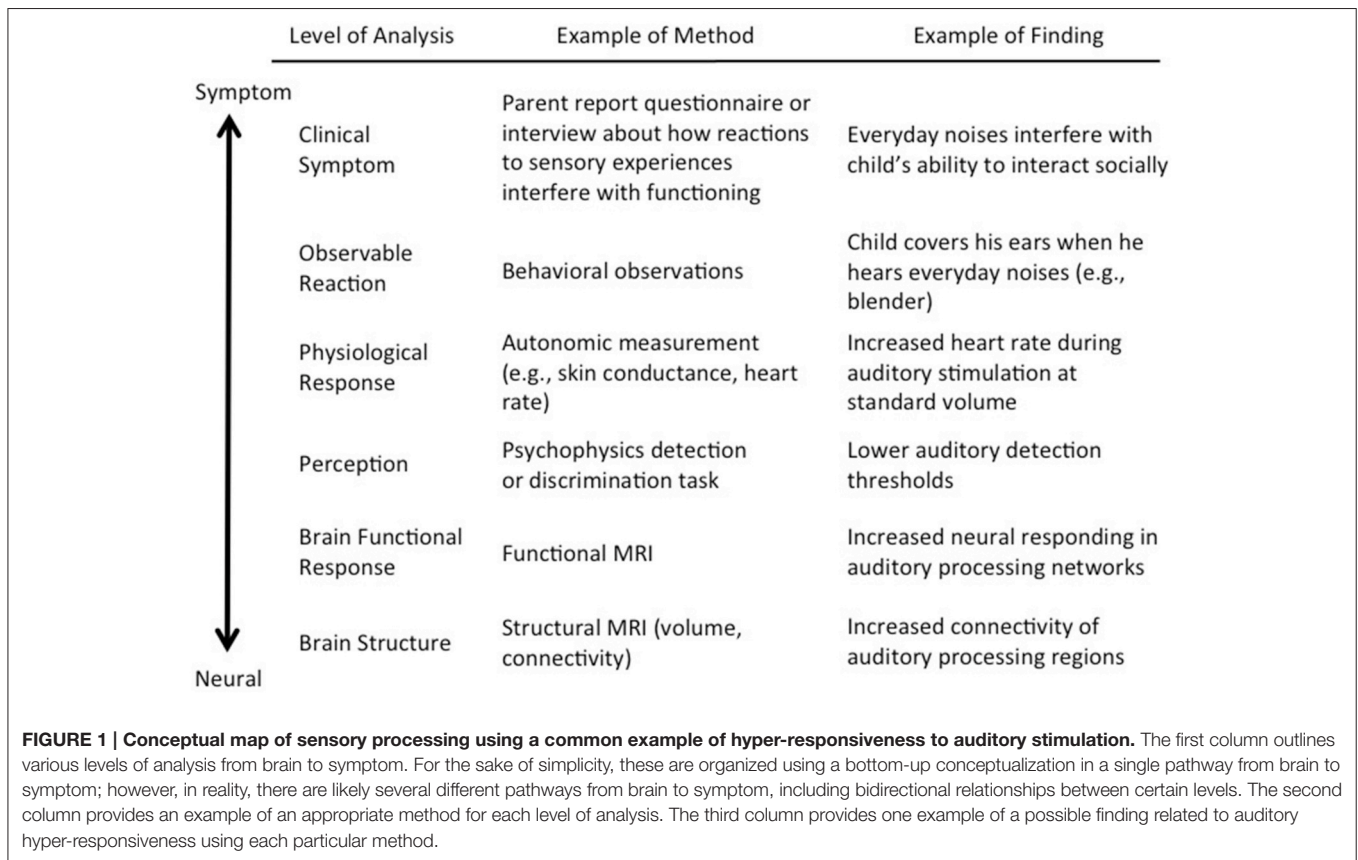 Level of Analysis Example of Method Example of Finding
Symptom
Clinical
Symptom
Parent report questionnaire or
interview about how reactions
to sensory experiences
interfere with functioning
Everyday noises interfere with
child's ability to interact socially
Observable
Reaction
Behavioral observations
Child covers his ears when he
hears everyday noises (e.g.,
blender)
Physiological
Response
Autonomic measurement
(e.g., skin conductance, heart
rate)
Increased heart rate during
auditory stimulation at
standard volume
Perception
Psychophysics detection
or discrimination task
Lower auditory detection
thresholds
Brain Functional
Response
Functional MRI
Increased neural responding in
auditory processing networks
Brain Structure
Structural MRI (volume,
connectivity)
Increased connectivity of
auditory processing regions
Neural
FIGURE 1 | Conceptual map of sensory processing using a common example of hyper-responsiveness to auditory stimulation. The first column outlines
various levels of analysis from brain to symptom. For the sake of simplicity, these are organized using a bottom-up conceptualization in a single pathway from brain to
symptom; however, in reality, there are likely several different pathways from brain to symptom, including bidirectional relationships between certain levels. The second
column provides an example of an appropriate method for each level of analysis. The third column provides one example of a possible finding related to auditory
hyper-responsiveness using each particular method.